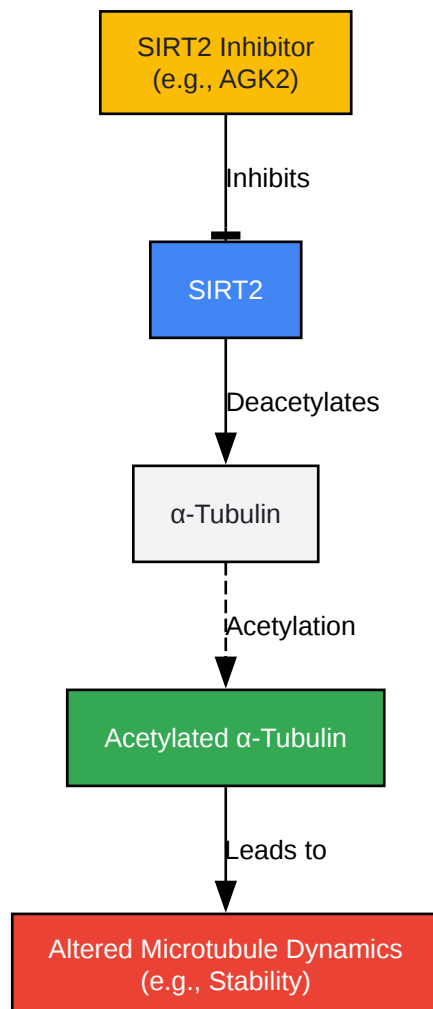 SIRT2 Inhibitor
(e.g., AGK2)
Inhibits
SIRT2
Deacetylates
α-Tubulin
Acetylation
Acetylated α-Tubulin
Leads to
Altered Microtubule Dynamics
(e.g., Stability)